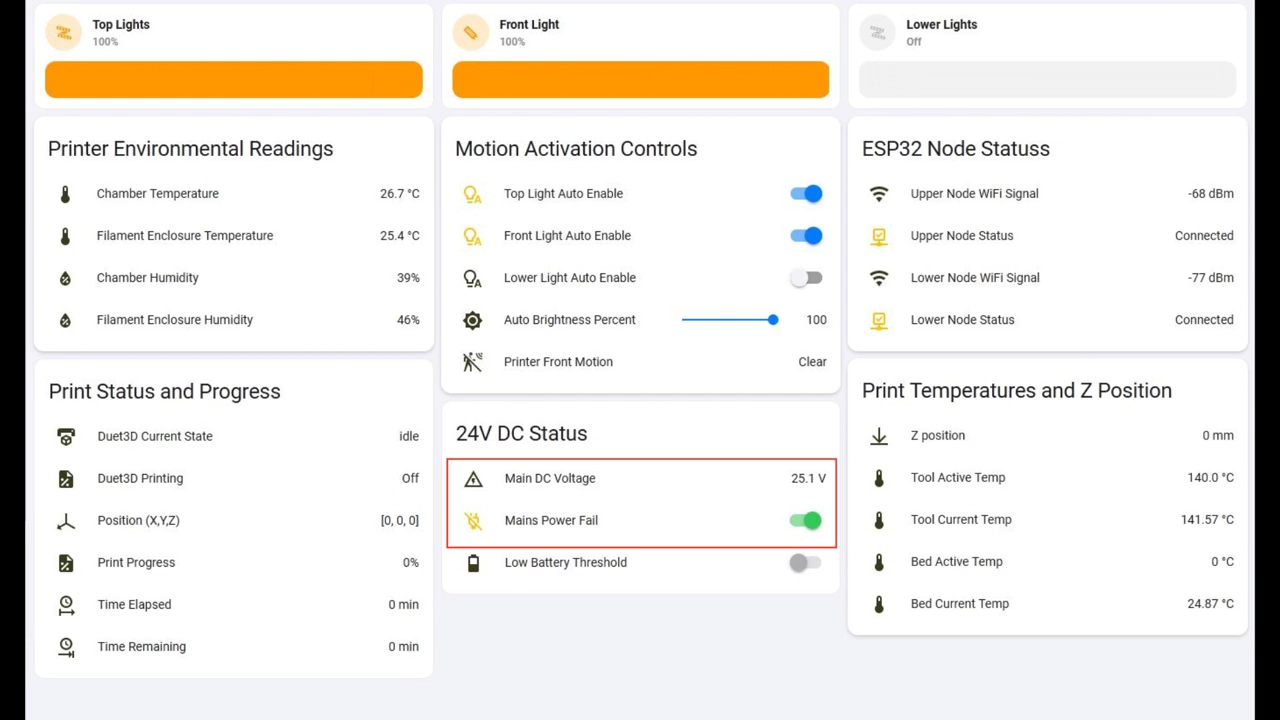 Top Lights
100%
Front Light
100%
Lower Lights
Off
Printer Environmental Readings
Chamber Temperature 26.7 °C
Filament Enclosure Temperature 25.4 °C
Chamber Humidity 39%
Filament Enclosure Humidity 46%
Motion Activation Controls
Top Light Auto Enable
Front Light Auto Enable
Lower Light Auto Enable
Auto Brightness Percent 100
Printer Front Motion Clear
ESP32 Node Statuss
Upper Node WiFi Signal -68 dBm
Upper Node Status Connected
Lower Node WiFi Signal -77 dBm
Lower Node Status Connected
Print Status and Progress
Duet3D Current State idle
Duet3D Printing Off
Position (X,Y,Z) [0, 0, 0]
Print Progress 0%
Time Elapsed 0 min
Time Remaining 0 min
24V DC Status
Main DC Voltage 25.1 V
Mains Power Fail
Low Battery Threshold
Print Temperatures and Z Position
Z position 0 mm
Tool Active Temp 140.0 °C
Tool Current Temp 141.57 °C
Bed Active Temp 0 °C
Bed Current Temp 24.87 °C